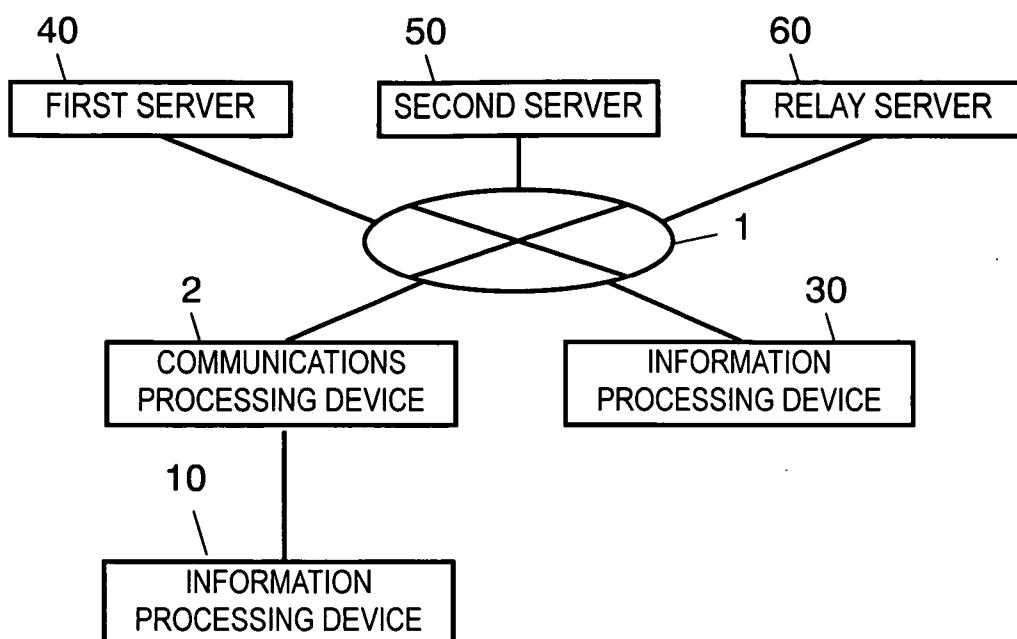 40
50
60
FIRST SERVER
SECOND SERVER
RELAY SERVER
1
2
30
COMMUNICATIONS
PROCESSING DEVICE
INFORMATION
PROCESSING DEVICE
10
INFORMATION
PROCESSING DEVICE